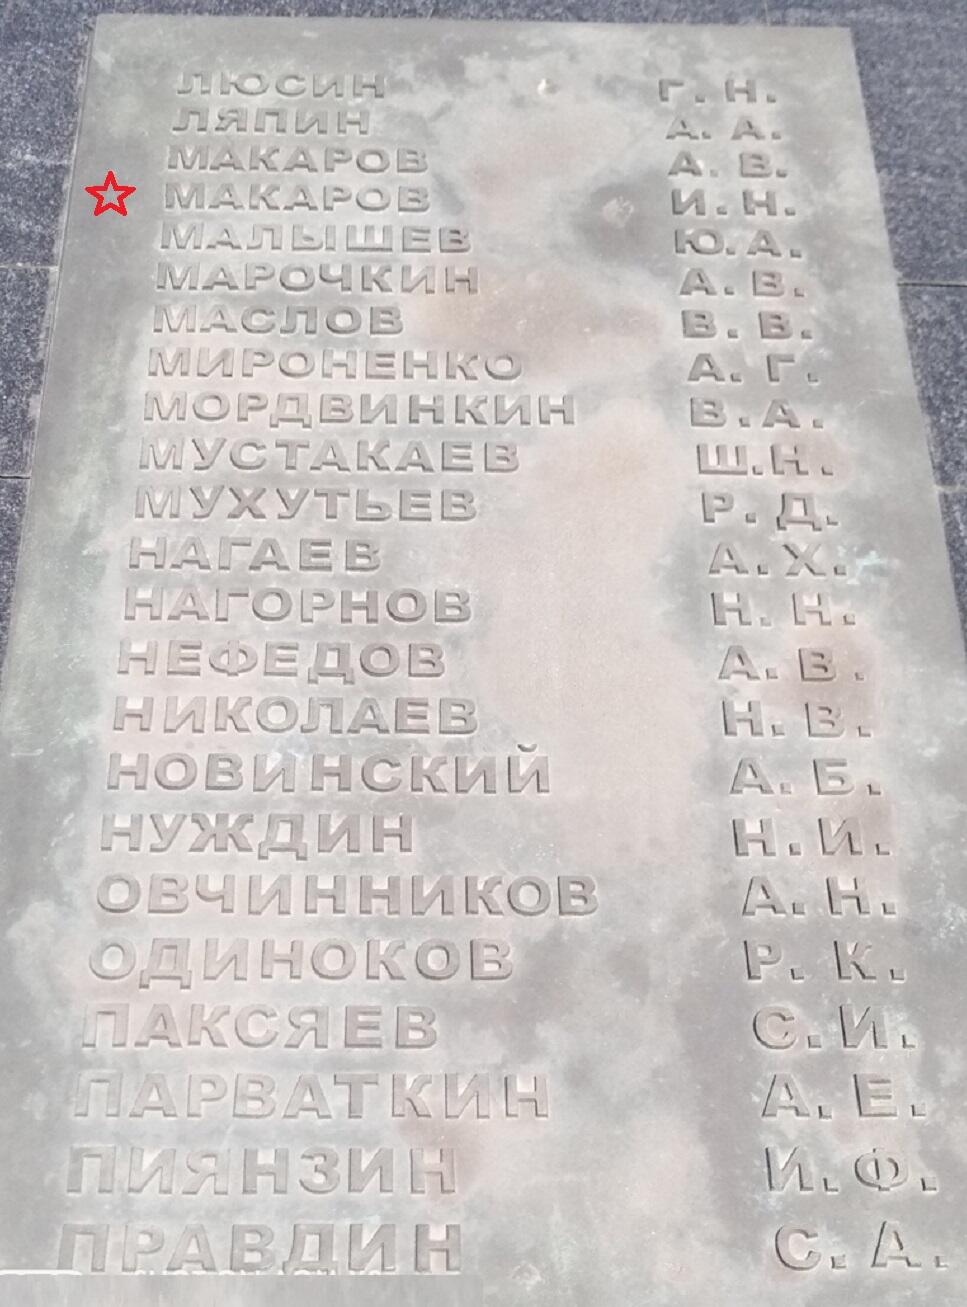 ЛЮСИН Г. Н.
ЛЯПИН А. А.
МАКАРОВ А. В.
МАКАРОВ И. Н.
МАЛЫШЕВ Ю. А.
МАРОЧКИН А. В.
МАСЛОВ В. В.
МИРОНЕНКО А. Г.
МОРДВИНКИН В. А.
МУСТАКАЕВ Ш. Н.
МУХУТЬЕВ Р. Д.
НАГАЕВ А. Х.
НАГОРНОВ Н. Н.
НЕФЕДОВ А. В.
НИКОЛАЕВ Н. В.
НОВИНСКИЙ А. Б.
НУЖДИН Н. И.
ОВЧИННИКОВ А. Н.
ОДИНОКОВ Р. К.
ПАКСЯЕВ С. И.
ПАРВАТКИН А. Е.
ПИЯНЗИН И. Ф.
ПРАВДИН С. А.